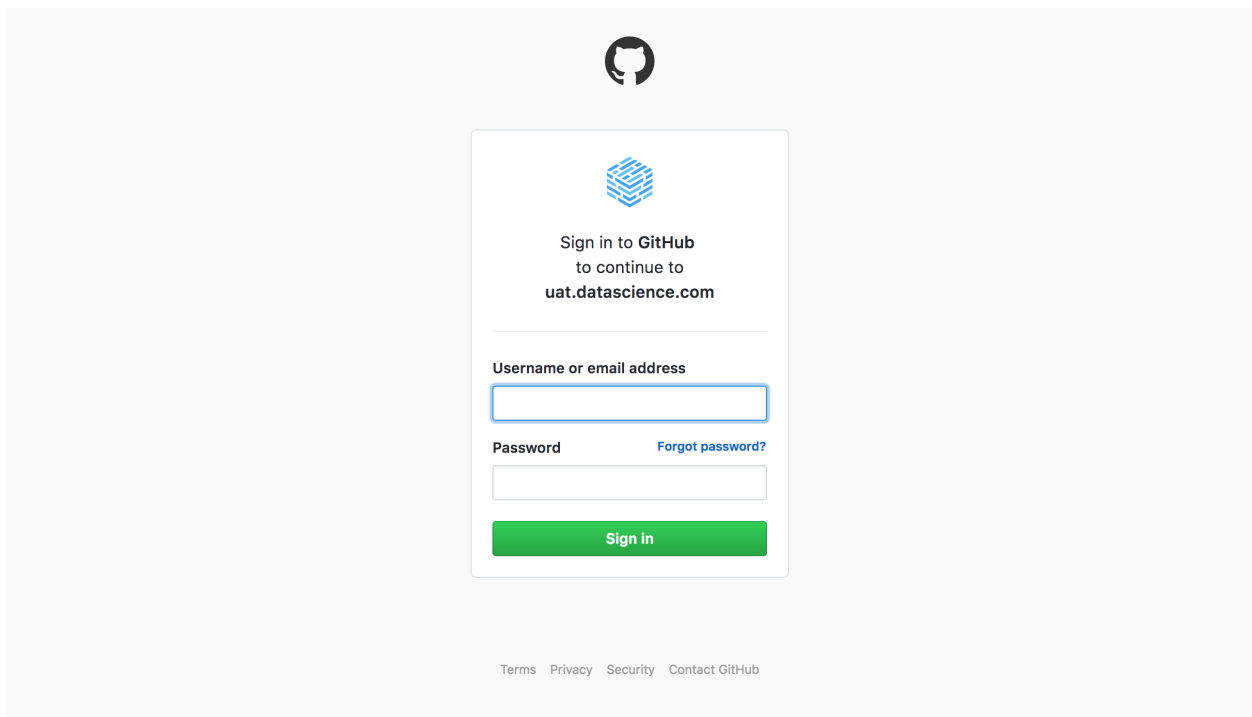 Sign in to GitHub
to continue to
uat.datascience.com
Username or email address
Password Forgot password?
Sign in
Terms Privacy Security Contact GitHub